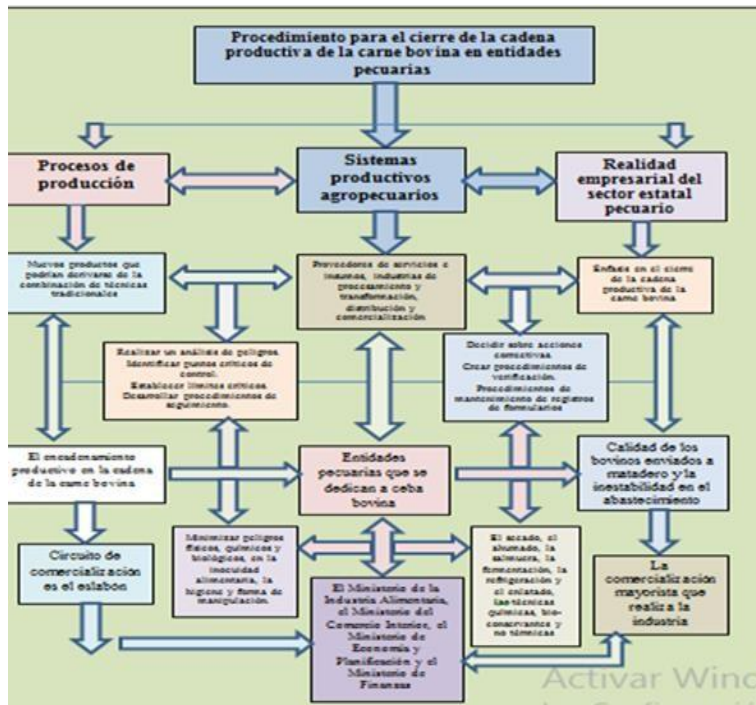 Procedimiento para el cierre de la cadena
productiva de la carne bovina en entidades
pecuarias
Procesos de
producción
Sistemas
productivos
agropecuarios
Realidad
empresarial del
sector estatal
pecuario
Nuevos productos que
podrían derivarse de la
combinación de técnicas
tradicionales
Proveedores de servicios e
insumos, industrias de
procesamiento y
transformación,
distribución y
comercialización
Énfasis en el cierre
de la cadena
productiva de la
carne bovina
Realizar un análisis de peligros.
Identificar puntos críticos de
control.
Establecer límites críticos.
Desarrollar procedimientos de
seguimiento.
Decidir sobre acciones
correctivas.
Crear procedimientos de
verificación.
Procedimientos de
mantenimiento de registros
de formularios
El encadenamiento
productivo en la cadena
de la carne bovina
Entidades
pecuarias que se
dedican a ceba
bovina
Calidad de los
bovinos enviados a
matadero y la
inestabilidad en el
abastecimiento
Circuito de
comercialización
es el eslabón
Minimizar peligros
físicos, químicos y
biológicos, en la
inocuidad
alimentaria, la
higiene y forma de
manipulación.
El secado, el
ahumado, la
salmuera, la
fermentación, la
refrigeración y
el enlatado,
las técnicas
químicas, bio-
conservantes y
no térmicas
La
comercialización
mayorista que
realiza la
industria
El Ministerio de la
Industria Alimentaria,
el Ministerio del
Comercio Interior, el
Ministerio de
Economía y
Planificación y el
Ministerio de
Finanzas
Activar Wind